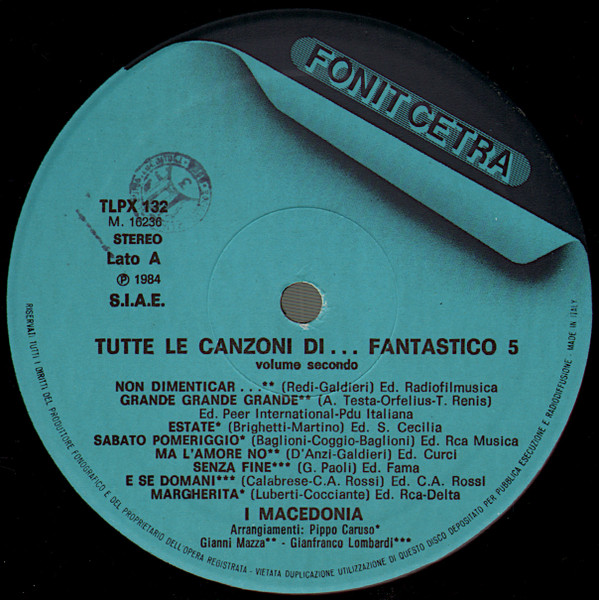 FONIT CETRA
TLPX 132
M. 16236
STEREO
Lato A
Ⓟ 1984
S.I.A.E.
TUTTE LE CANZONI DI... FANTASTICO 5
volume secondo
NON DIMENTICAR...** (Redi-Galdieri) Ed. Radiofilmusica
GRANDE GRANDE GRANDE** (A. Testa-Orfelius-T. Renis)
Ed. Peer International-Pdu Italiana
ESTATE* (Brighetti-Martino) Ed. S. Cecilia
SABATO POMERIGGIO* (Baglioni-Coggio-Baglioni) Ed. Rca Musica
MA L'AMORE NO** (D'Anzi-Galdieri) Ed. Curci
SENZA FINE*** (G. Paoli) Ed. Fama
E SE DOMANI*** (Calabrese-C.A. Rossi) Ed. C.A. Rossi
MARGHERITA* (Luberti-Cocciante) Ed. Rca-Delta
I MACEDONIA
Arrangiamenti: Pippo Caruso*
Gianni Mazza** - Gianfranco Lombardi***
RISERVATI TUTTI I DIRITTI DEL PRODUTTORE FONOGRAFICO E DEL PROPRIETARIO DELL'OPERA REGISTRATA - VIETATA DUPLICAZIONE UTILIZZAZIONE DI QUESTO DISCO DEPOSITATO PER PUBBLICA ESECUZIONE E RADIODIFFUSIONE - MADE IN ITALY